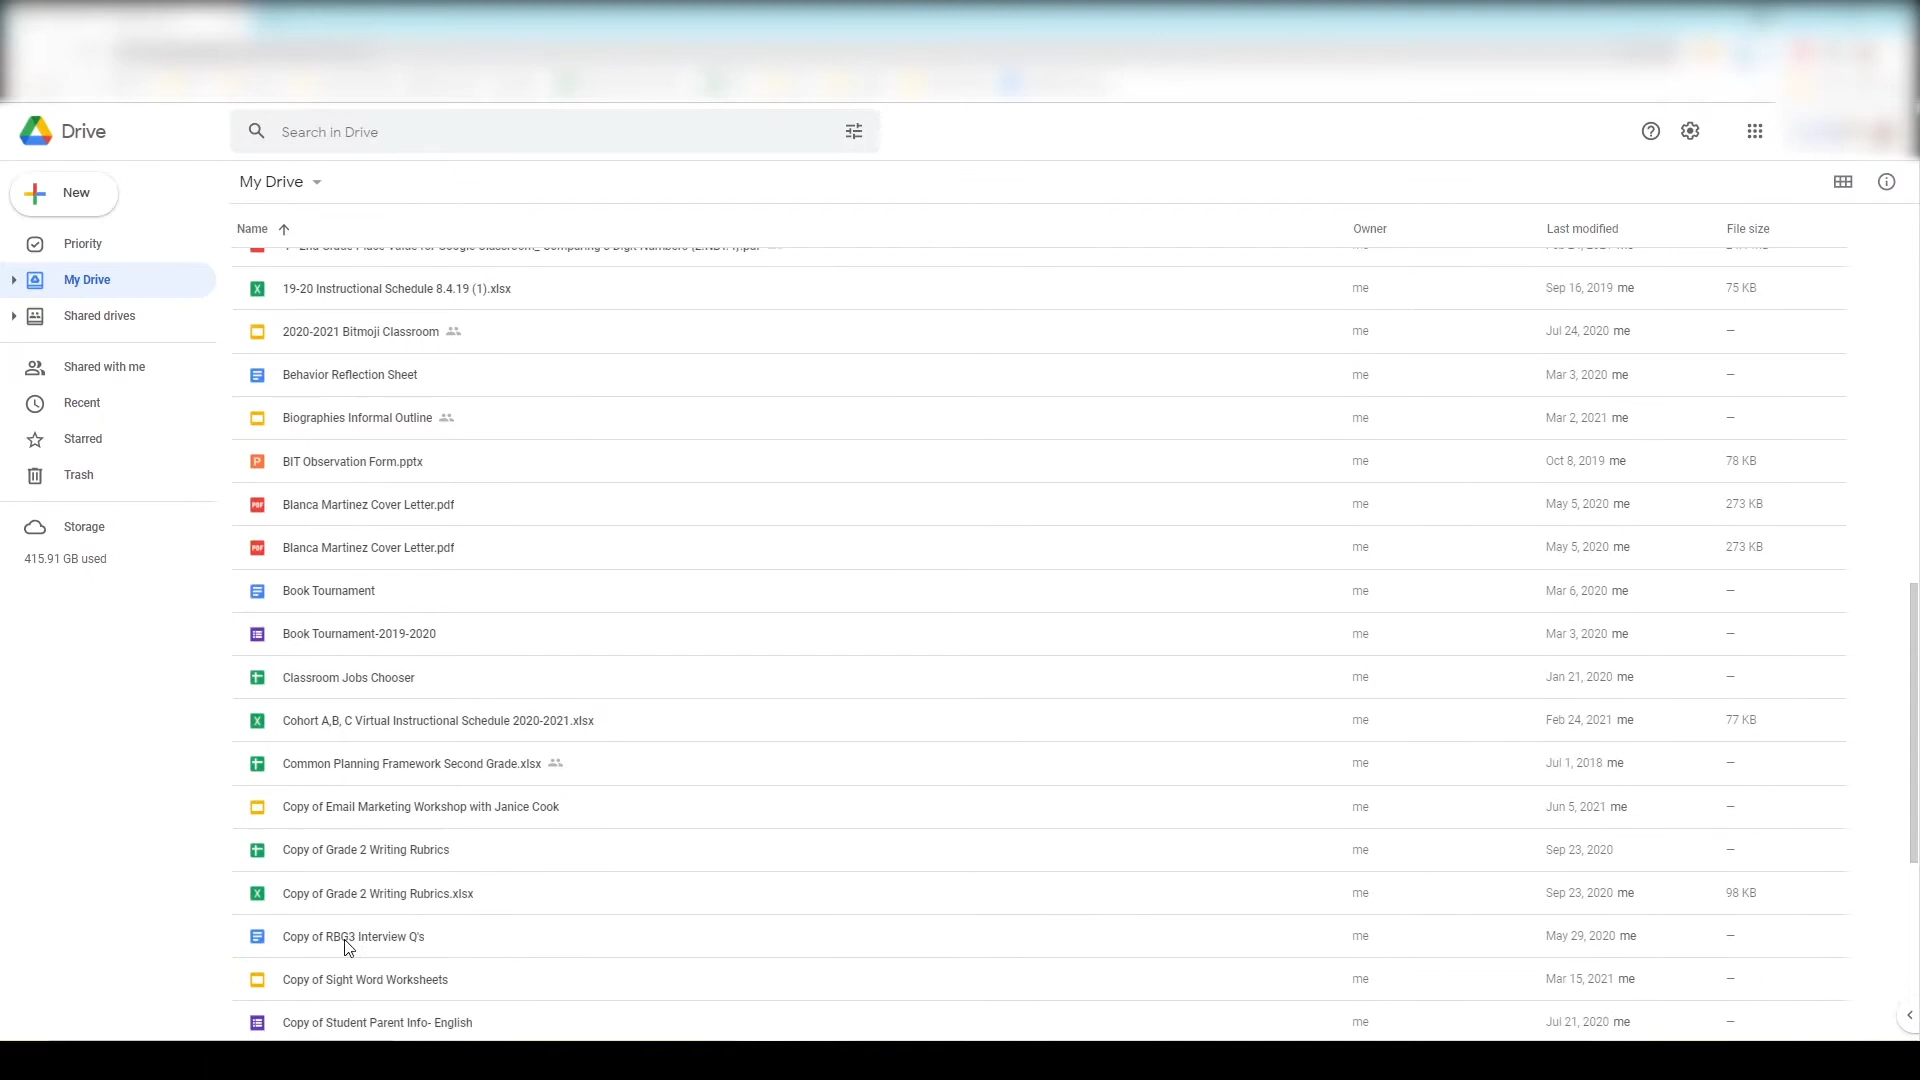 Drive
Search in Drive
New
My Drive
Priority
My Drive
Shared drives
Shared with me
Recent
Starred
Trash
Storage
415.91 GB used
Name Owner Last modified File size
19-20 Instructional Schedule 8.4.19 (1).xlsx me Sep 16, 2019 me 75 KB
2020-2021 Bitmoji Classroom me Jul 24, 2020 me —
Behavior Reflection Sheet me Mar 3, 2020 me —
Biographies Informal Outline me Mar 2, 2021 me —
P BIT Observation Form.pptx me Oct 8, 2019 me 78 KB
PDF Blanca Martinez Cover Letter.pdf me May 5, 2020 me 273 KB
PDF Blanca Martinez Cover Letter.pdf me May 5, 2020 me 273 KB
Book Tournament me Mar 6, 2020 me —
Book Tournament-2019-2020 me Mar 3, 2020 me —
Classroom Jobs Chooser me Jan 21, 2020 me —
X Cohort A,B, C Virtual Instructional Schedule 2020-2021.xlsx me Feb 24, 2021 me 77 KB
Common Planning Framework Second Grade.xlsx me Jul 1, 2018 me —
Copy of Email Marketing Workshop with Janice Cook me Jun 5, 2021 me —
Copy of Grade 2 Writing Rubrics me Sep 23, 2020 —
X Copy of Grade 2 Writing Rubrics.xlsx me Sep 23, 2020 me 98 KB
Copy of RBG3 Interview Q's me May 29, 2020 me —
Copy of Sight Word Worksheets me Mar 15, 2021 me —
Copy of Student Parent Info- English me Jul 21, 2020 me —